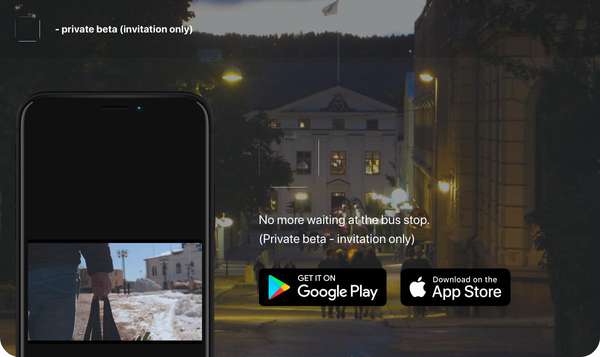 - private beta (invitation only)
No more waiting at the bus stop.
(Private beta - invitation only)
GET IT ON
Google Play
Download on the
App Store